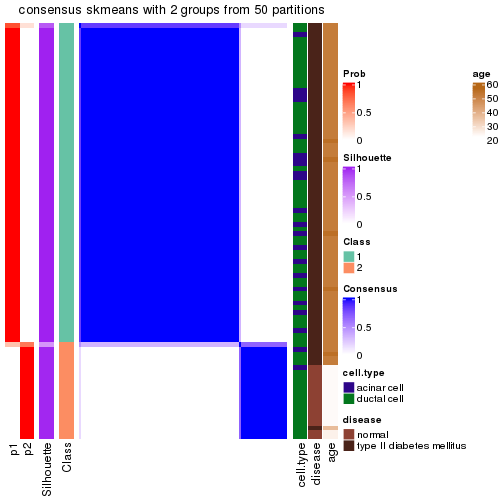 consensus skmeans with 2 groups from 50 partitions
Prob
1
0.5
0
age
60
50
40
30
20
Silhouette
1
0.5
0
Class
1
2
Consensus
1
0.5
0
cell.type
acinar cell
ductal cell
disease
normal
type II diabetes mellitus
p1
p2
Silhouette
Class
cell.type
disease
age